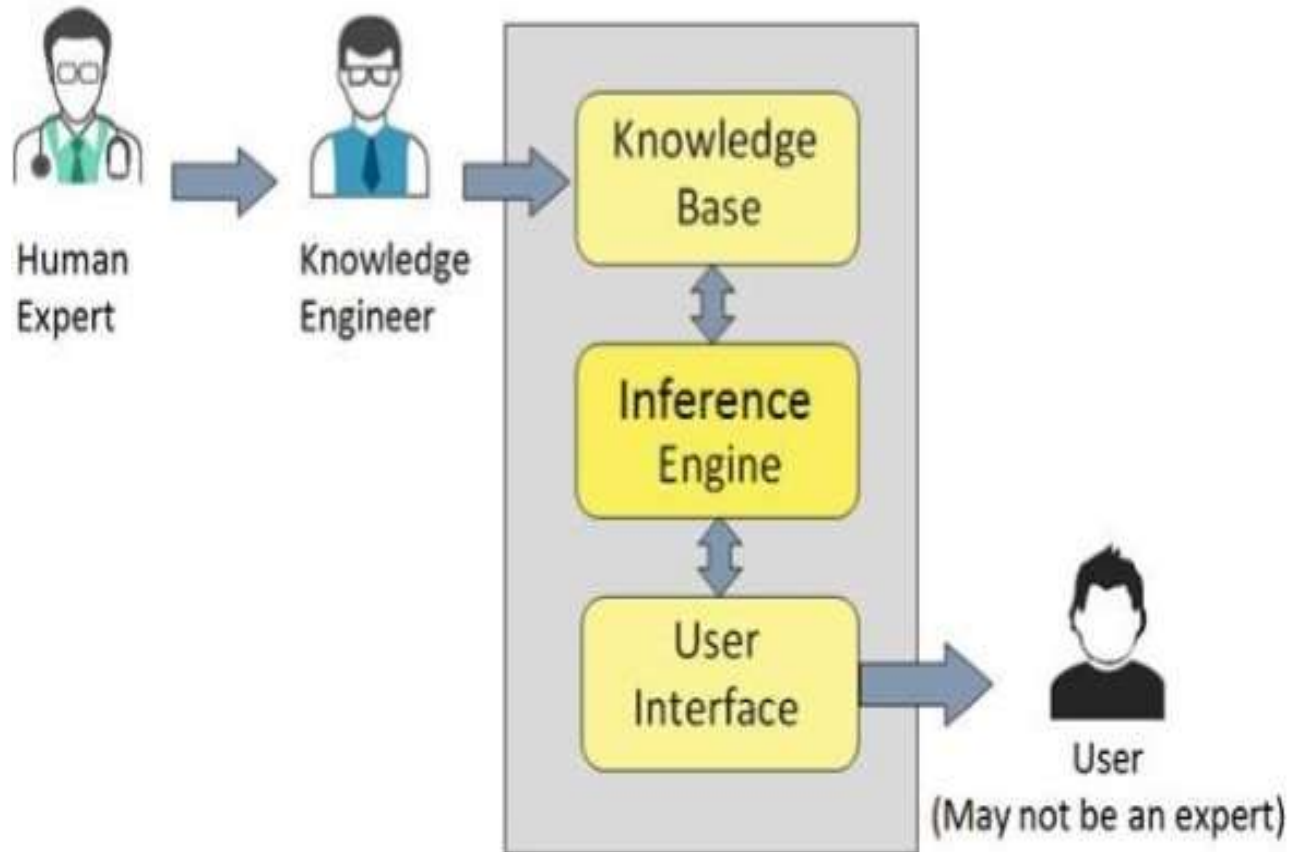 Human
Expert
Knowledge
Engineer
Knowledge
Base
Inference
Engine
User
Interface
User
(May not be an expert)